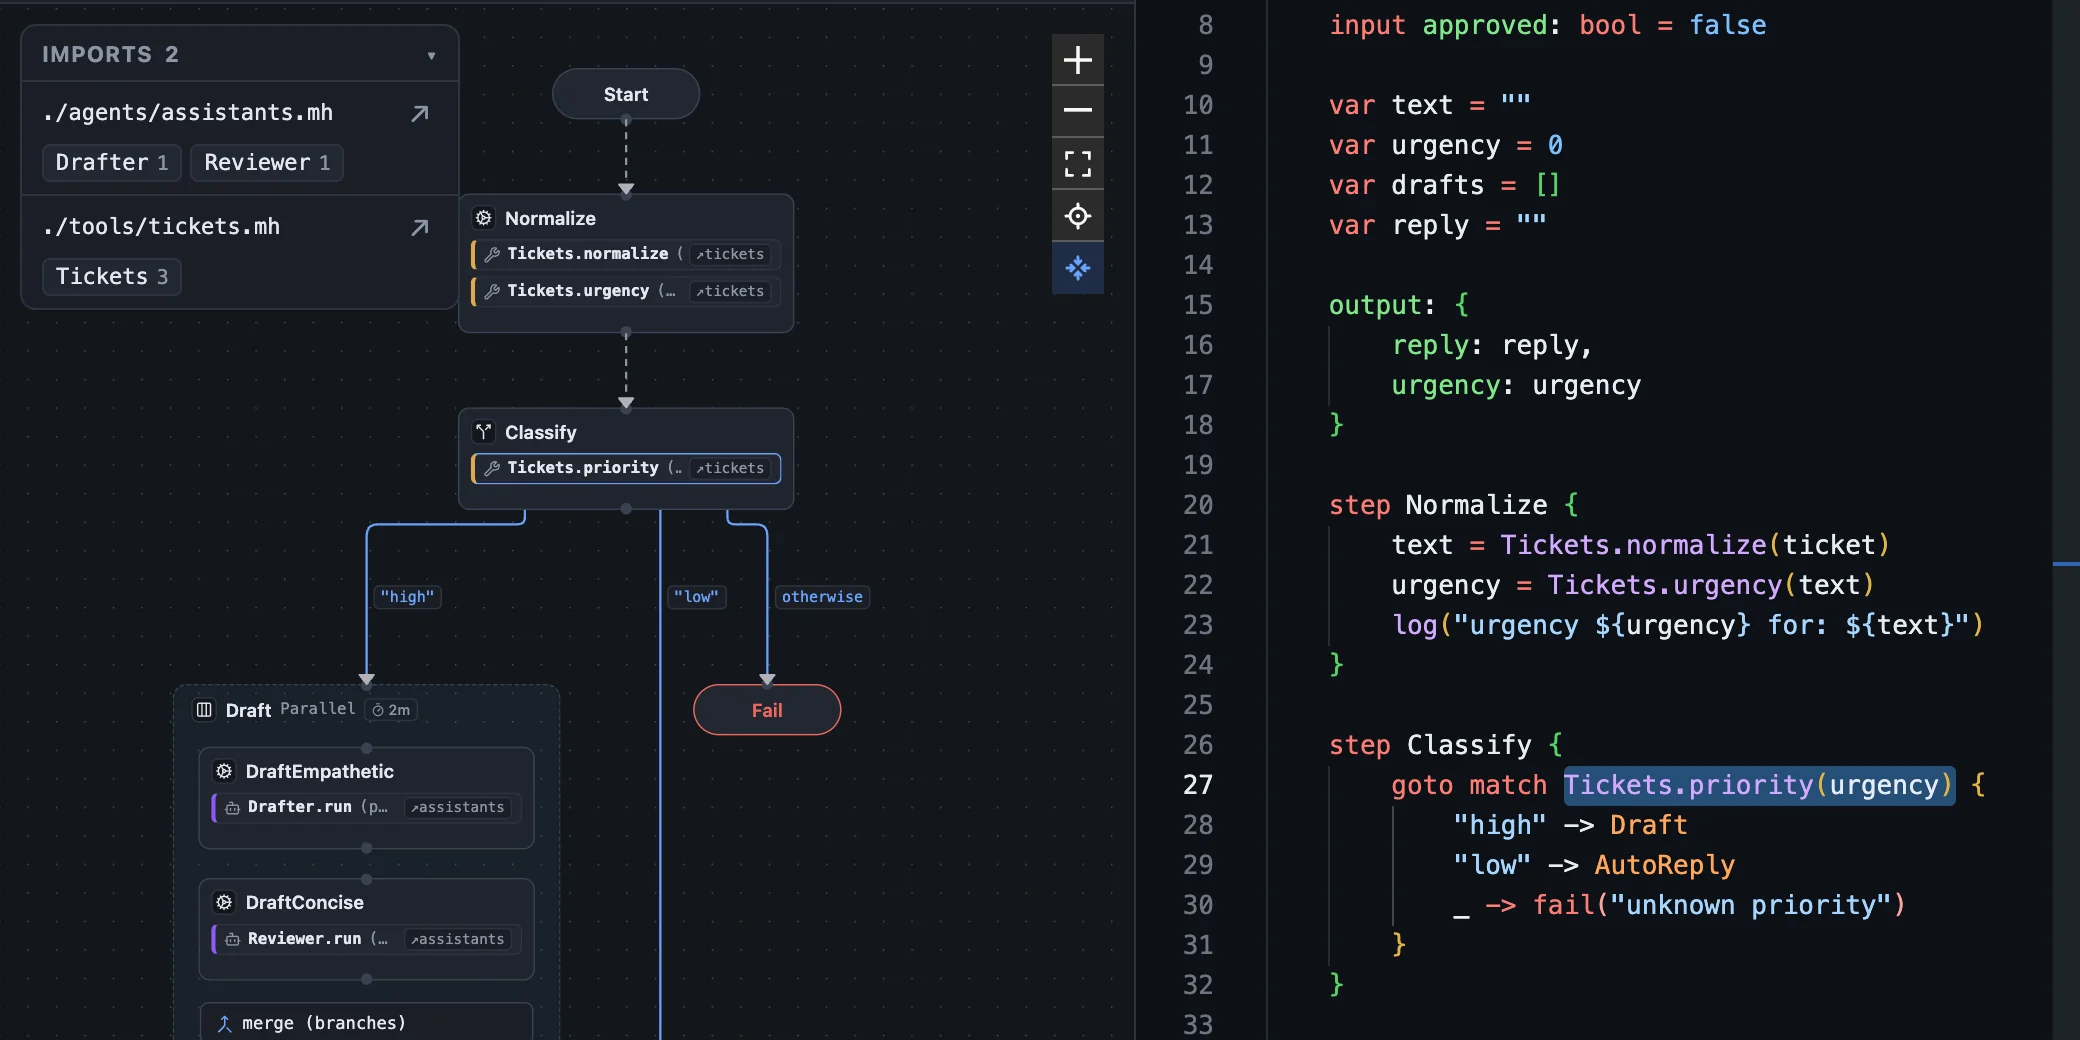 IMPORTS 2
./agents/assistants.mh
Drafter 1 Reviewer 1
./tools/tickets.mh
Tickets 3
Start
Normalize
Tickets.normalize ( ↗tickets
Tickets.urgency (… ↗tickets
Classify
Tickets.priority (.. ↗tickets
"high"
"low"
otherwise
Draft Parallel 2m
Fail
DraftEmpathetic
Drafter.run (p… ↗assistants
DraftConcise
Reviewer.run (… ↗assistants
merge (branches)
8 input approved: bool = false
9
10 var text = ""
11 var urgency = 0
12 var drafts = []
13 var reply = ""
14
15 output: {
16 reply: reply,
17 urgency: urgency
18 }
19
20 step Normalize {
21 text = Tickets.normalize(ticket)
22 urgency = Tickets.urgency(text)
23 log("urgency ${urgency} for: ${text}")
24 }
25
26 step Classify {
27 goto match Tickets.priority(urgency) {
28 "high" -> Draft
29 "low" -> AutoReply
30 _ -> fail("unknown priority")
31 }
32 }
33